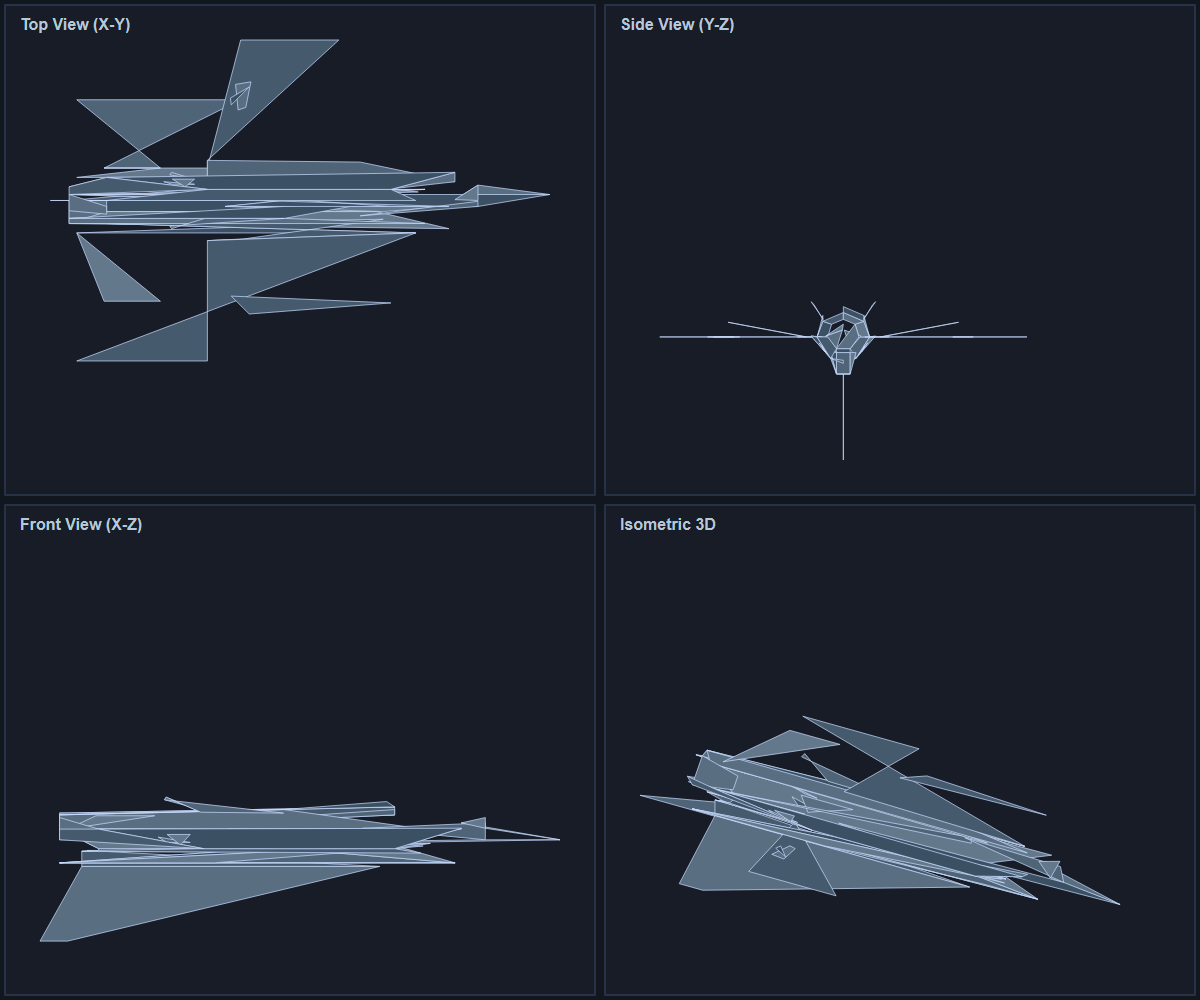 Top View (X-Y)
Side View (Y-Z)
Front View (X-Z)
Isometric 3D